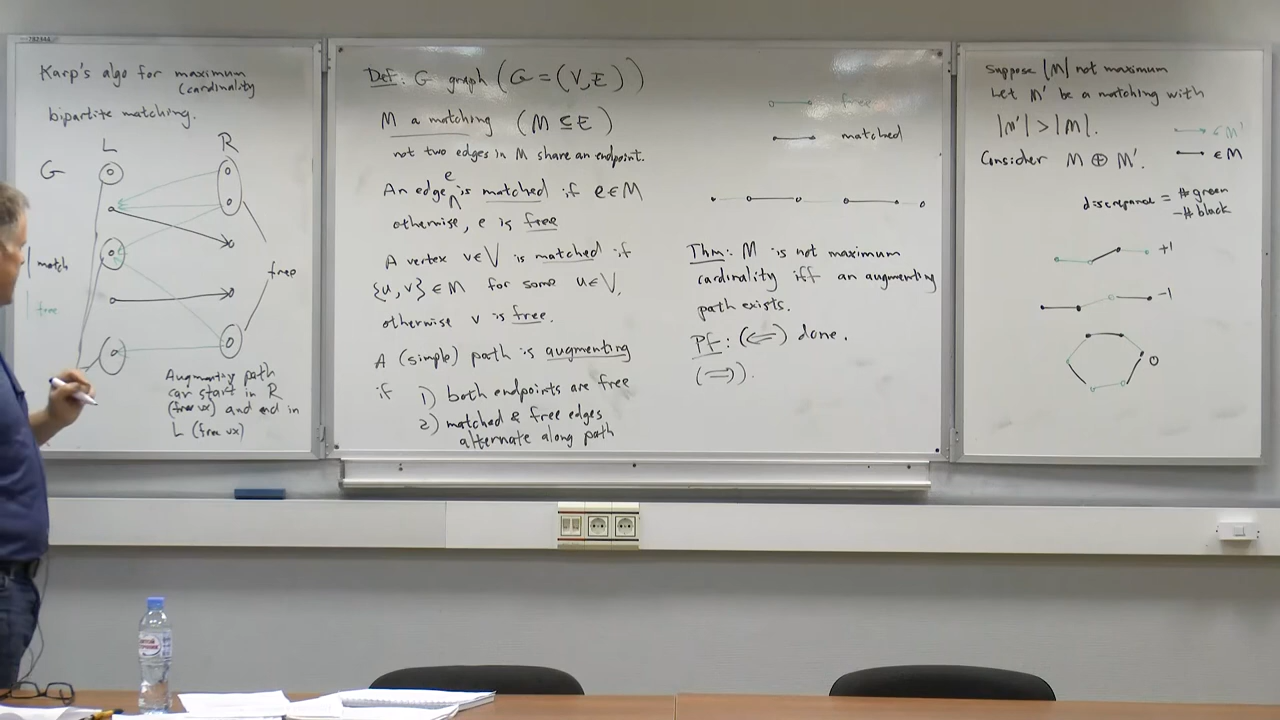 Karp's algo for maximum
(cardinality
bipartite matching.
L R
G
match
free
free
Augmenting path
can start in R
(free vx) and end in
L (free vx)
Def: G graph (G = (V,E))
M a matching (M ⊆ E)
not two edges in M share an endpoint.
An edge e is matched if e ∈ M
otherwise, e is free
A vertex v ∈ V is matched if
{u, v} ∈ M for some u ∈ V,
otherwise v is free.
A (simple) path is augmenting
if 1) both endpoints are free
2) matched & free edges
alternate along path
free
matched
Thm: M is not maximum
cardinality iff an augmenting
path exists.
Pf: (⇐) done.
(⇒).
Suppose |M| not maximum
Let M' be a matching with
|M'| > |M|.
∈ M'
Consider M ⊕ M'.
∈ M
discrepance = # green
- # black
+1
-1
0